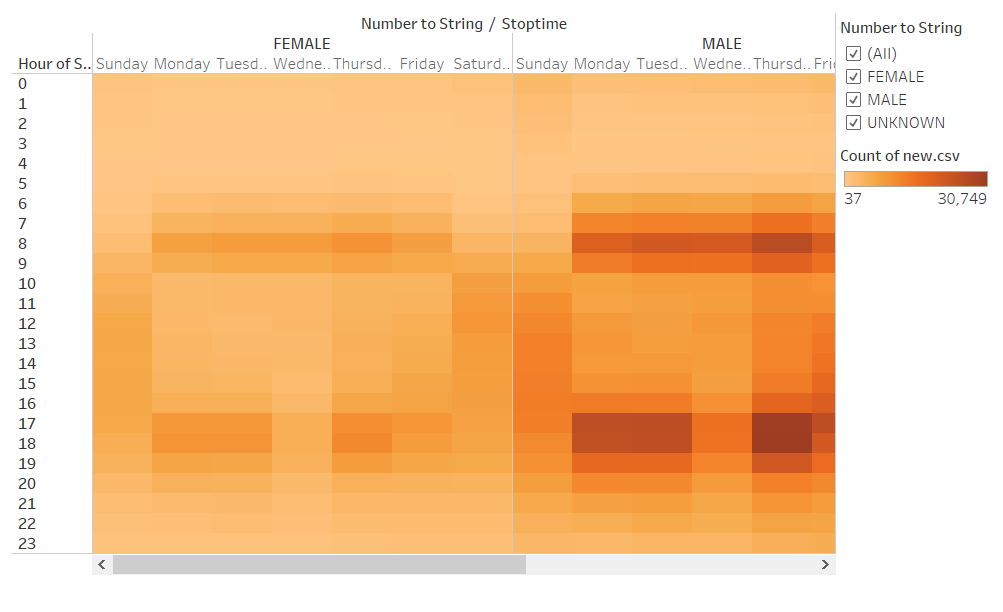 Number to String / Stoptime
FEMALE MALE
Hour of S.. Sunday Monday Tuesd.. Wedne.. Thursd.. Friday Saturd.. Sunday Monday Tuesd.. Wedne.. Thursd.. Fric
0
1
2
3
4
5
6
7
8
9
10
11
12
13
14
15
16
17
18
19
20
21
22
23
Number to String
(All)
FEMALE
MALE
UNKNOWN
Count of new.csv
37 30,749